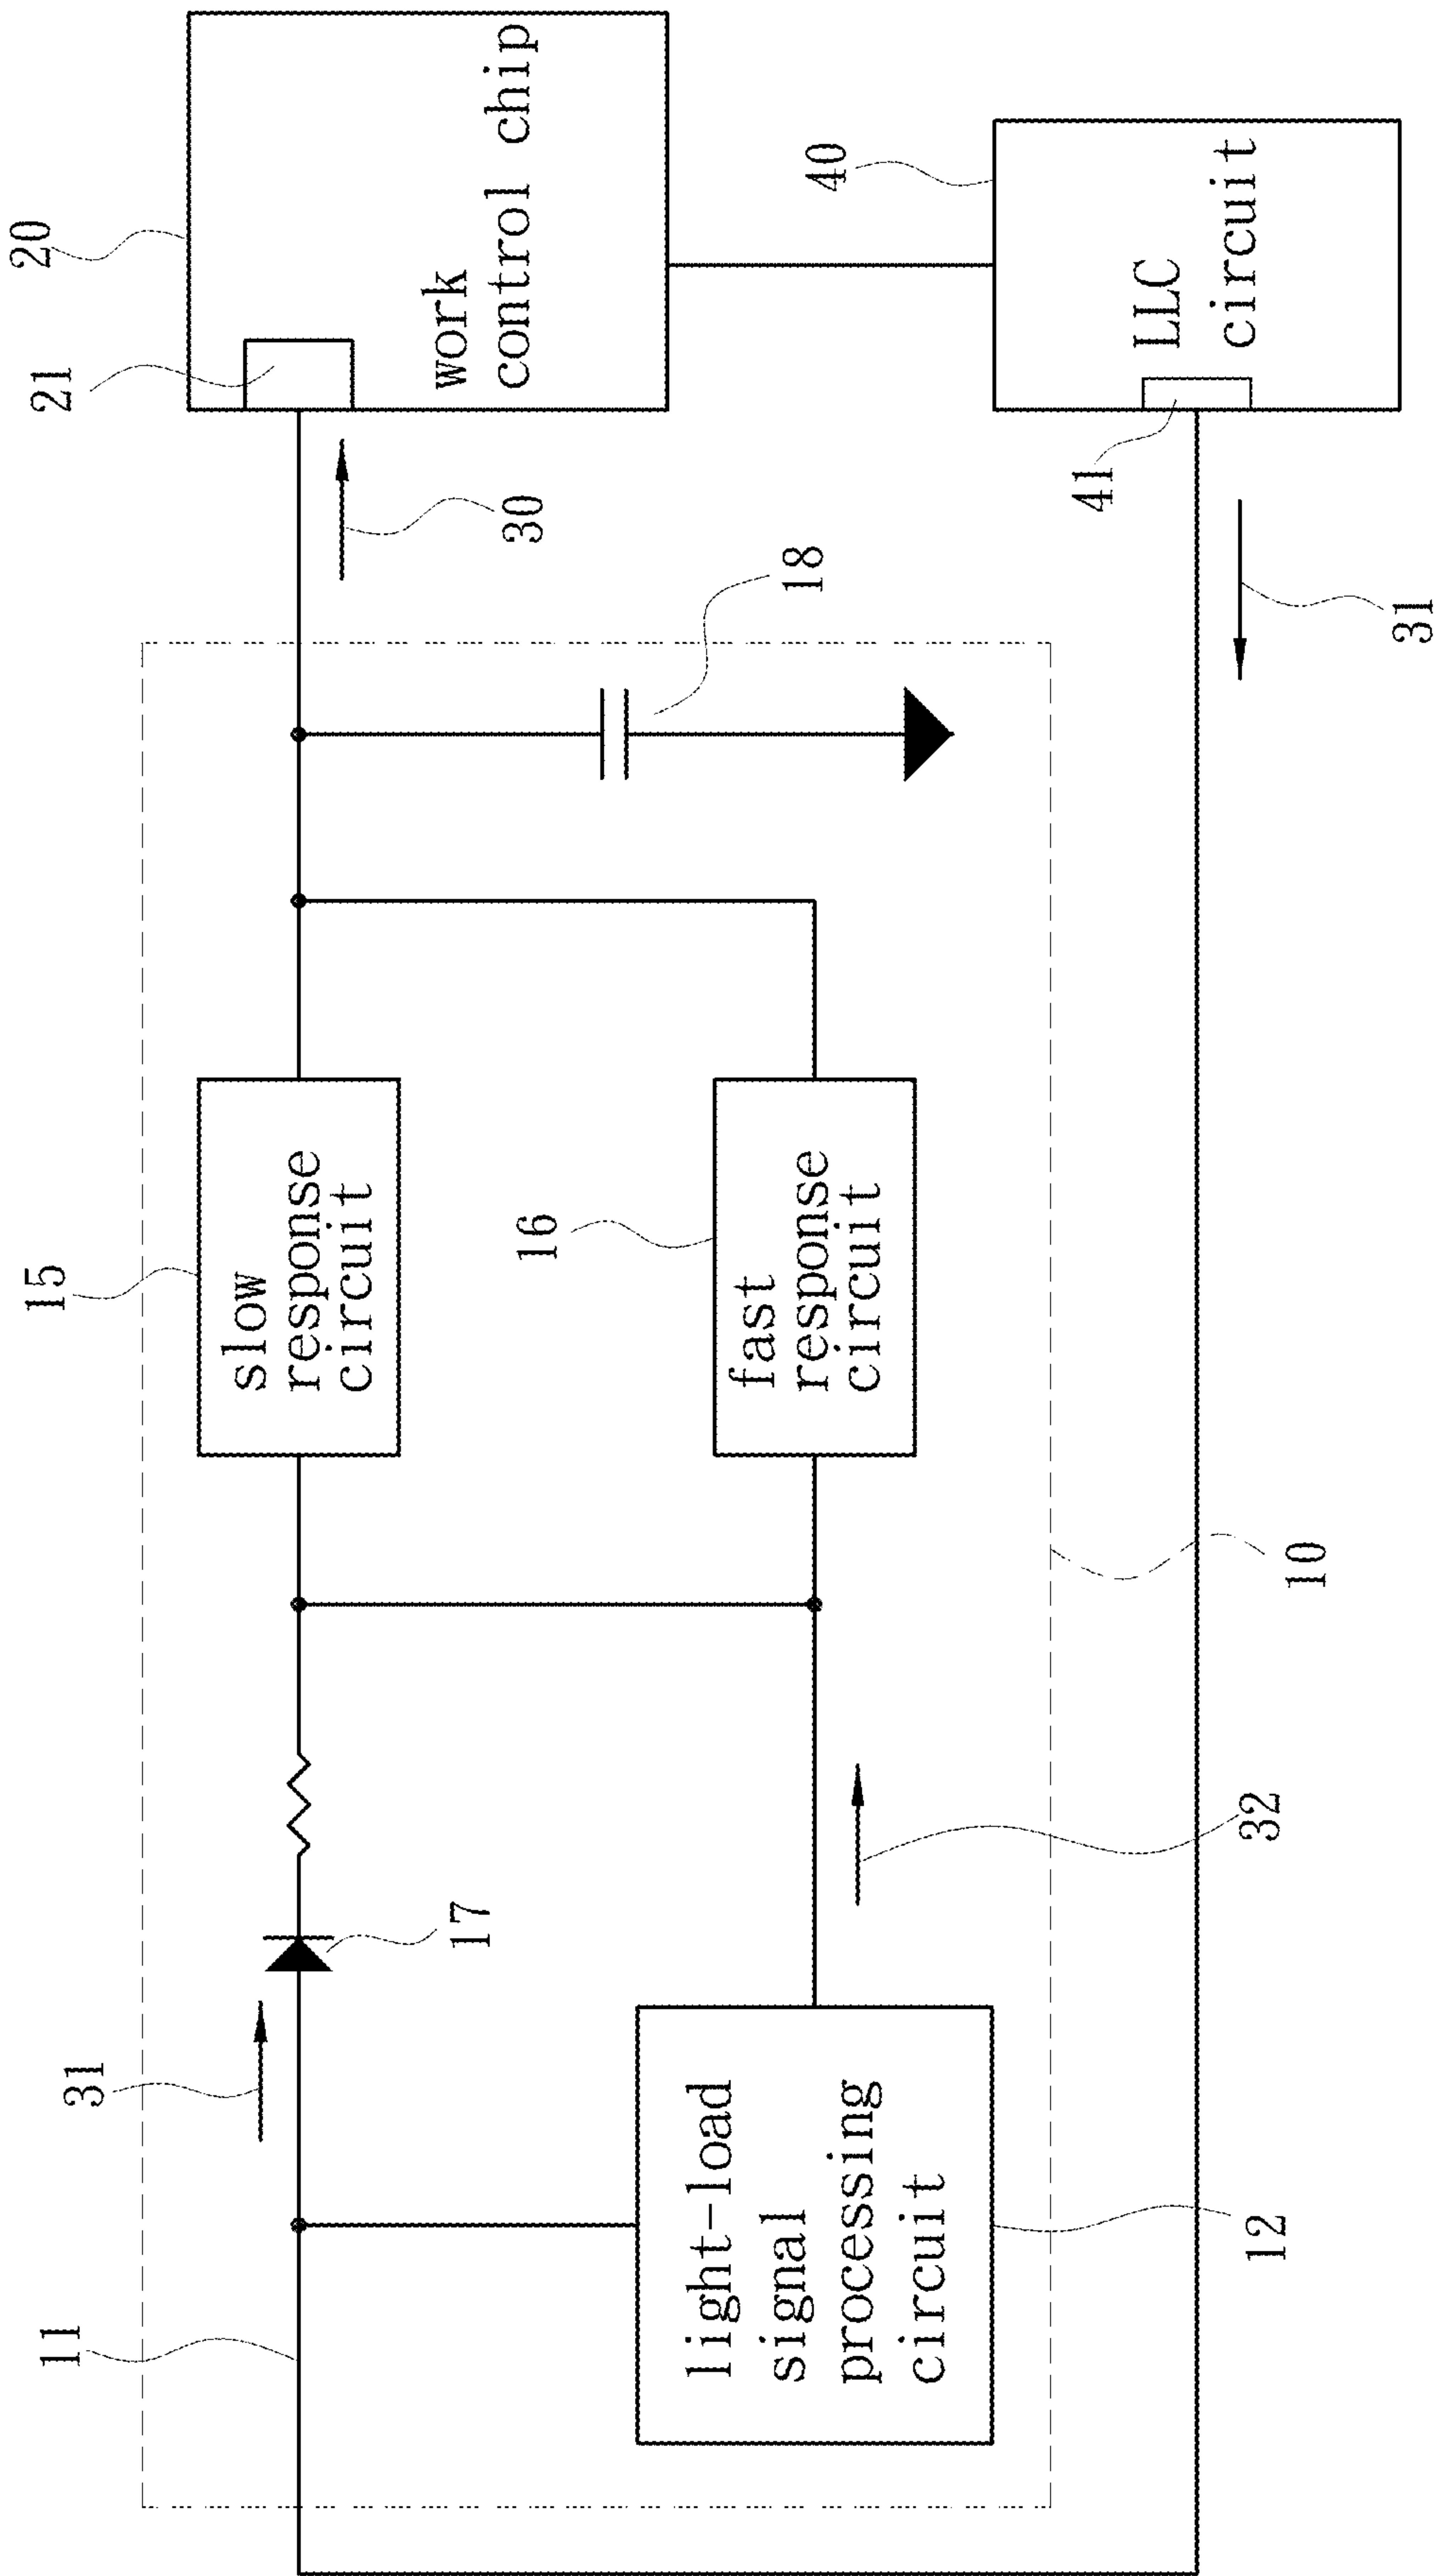 11
31
15
21
20
slow
response
circuit
work
control chip
17
30
16
light-load
signal
processing
circuit
fast
response
circuit
18
40
41
LLC
circuit
12
32
10
31